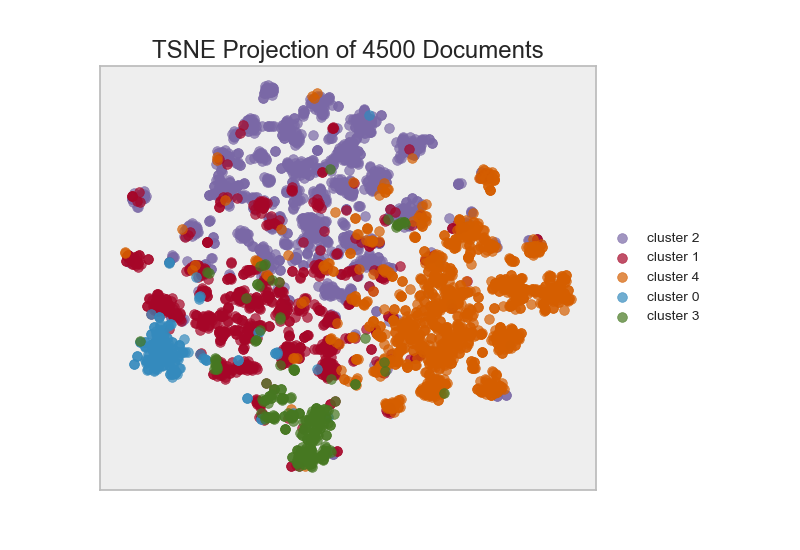 TSNE Projection of 4500 Documents
cluster 2
cluster 1
cluster 4
cluster 0
cluster 3